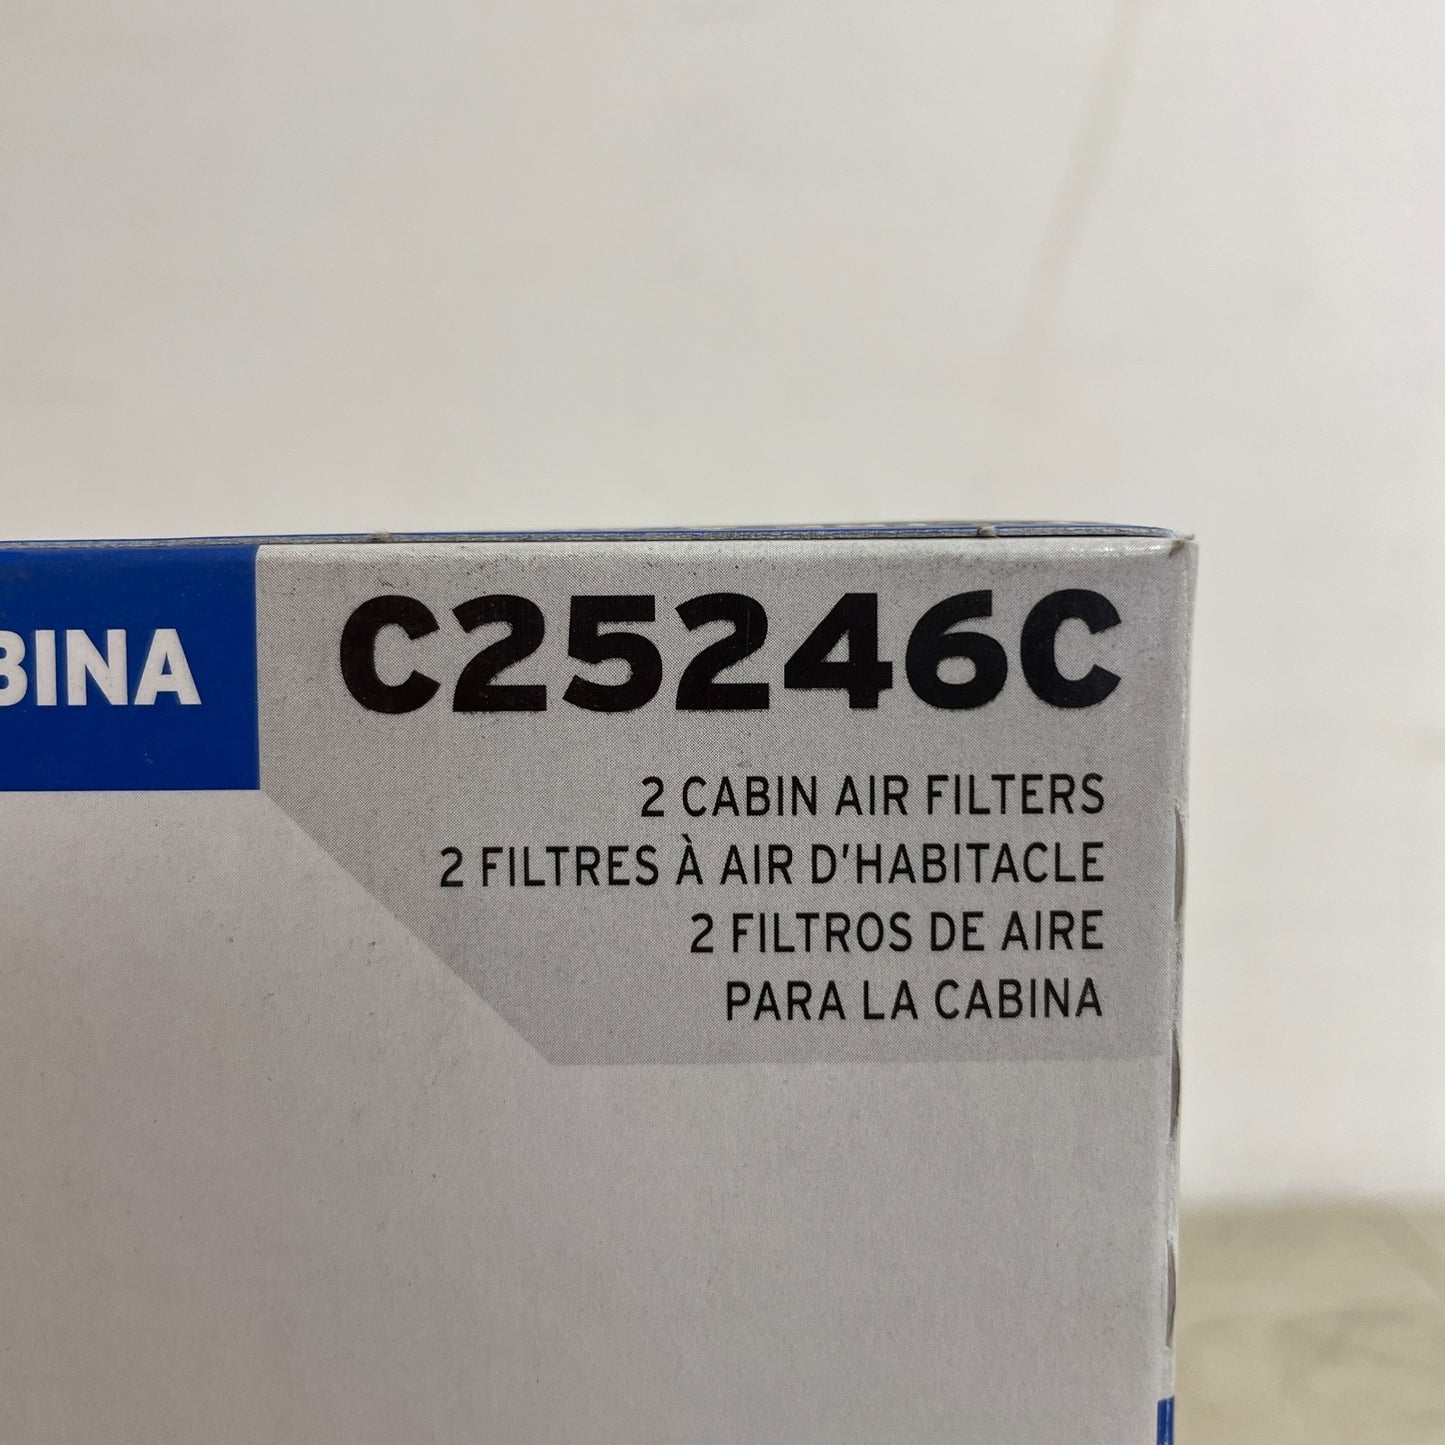 BINA
C25246C
2 CABIN AIR FILTERS
2 FILTRES À AIR D'HABITACLE
2 FILTROS DE AIRE
PARA LA CABINA